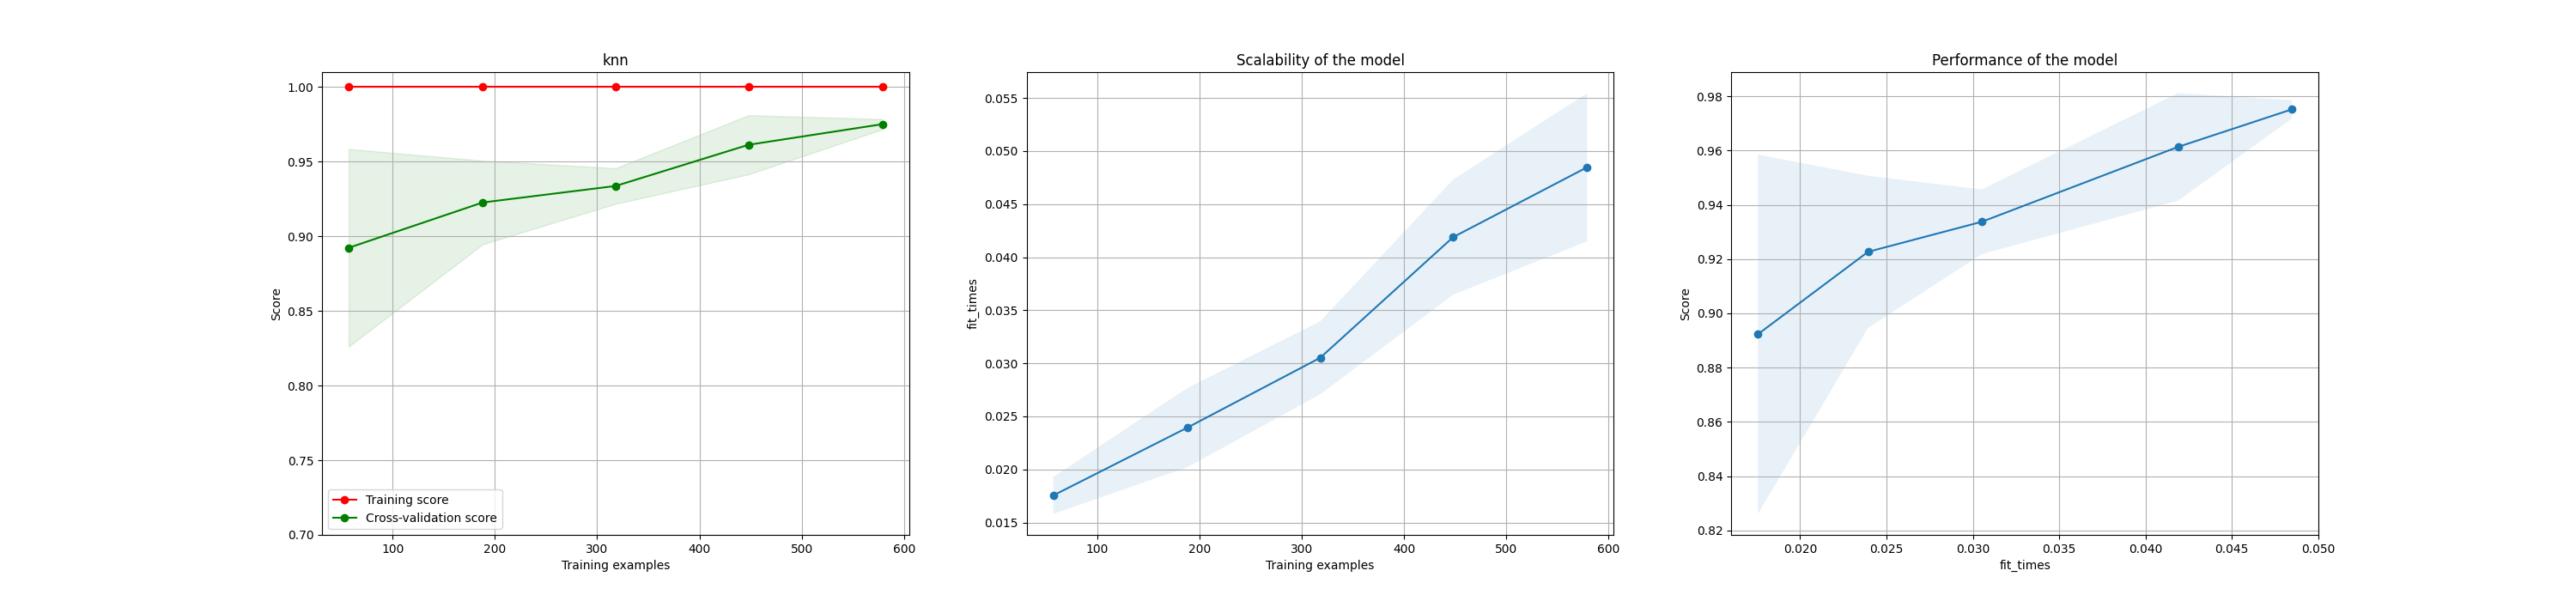 knn
1.00
0.95
0.90
0.85
0.80
0.75
0.70
Score
Training score
Cross-validation score
100 200 300 400 500 600
Training examples
Scalability of the model
0.055
0.050
0.045
0.040
0.035
0.030
0.025
0.020
0.015
fit_times
100 200 300 400 500 600
Training examples
Performance of the model
0.98
0.96
0.94
0.92
0.90
0.88
0.86
0.84
0.82
Score
0.020 0.025 0.030 0.035 0.040 0.045 0.050
fit_times